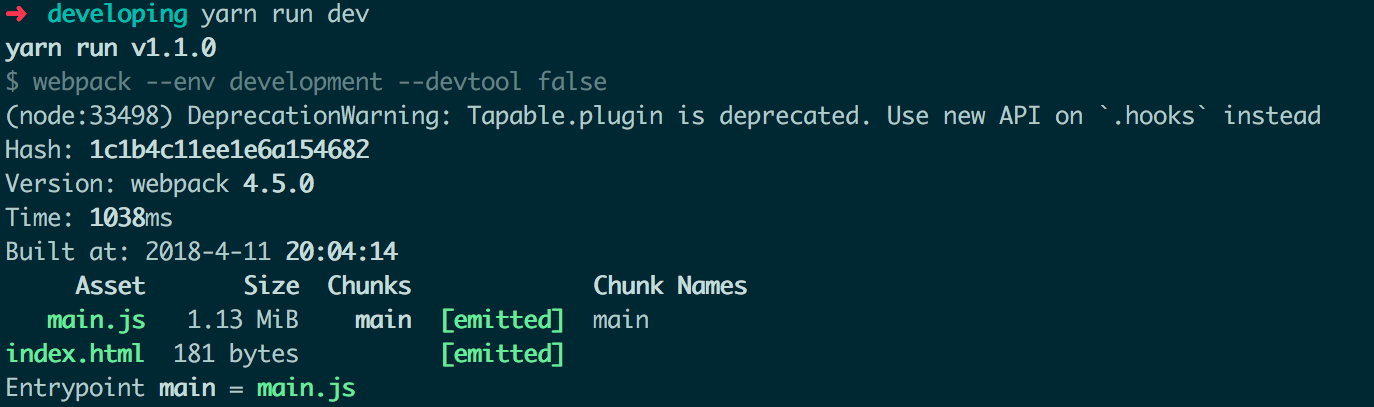 ➜ developing yarn run dev
yarn run v1.1.0
$ webpack --env development --devtool false
(node:33498) DeprecationWarning: Tapable.plugin is deprecated. Use new API on `.hooks` instead
Hash: 1c1b4c11ee1e6a154682
Version: webpack 4.5.0
Time: 1038ms
Built at: 2018-4-11 20:04:14
Asset Size Chunks Chunk Names
main.js 1.13 MiB main [emitted] main
index.html 181 bytes [emitted]
Entrypoint main = main.js